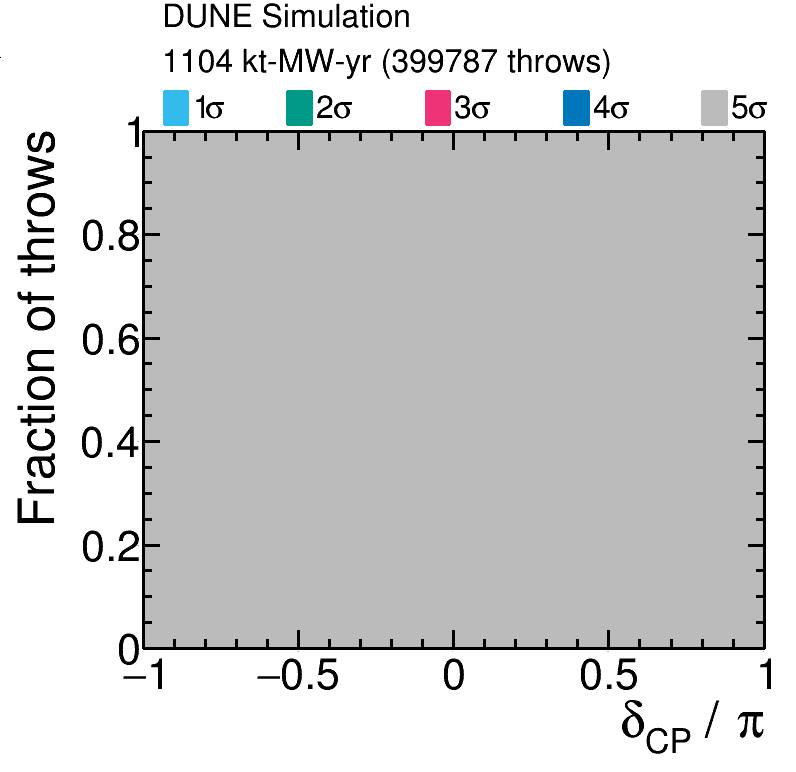 DUNE Simulation
1104 kt-MW-yr (399787 throws)
1σ 2σ 3σ 4σ 5σ
1
0.8
0.6
0.4
0.2
0
Fraction of throws
−1 −0.5 0 0.5 1
δCP / π